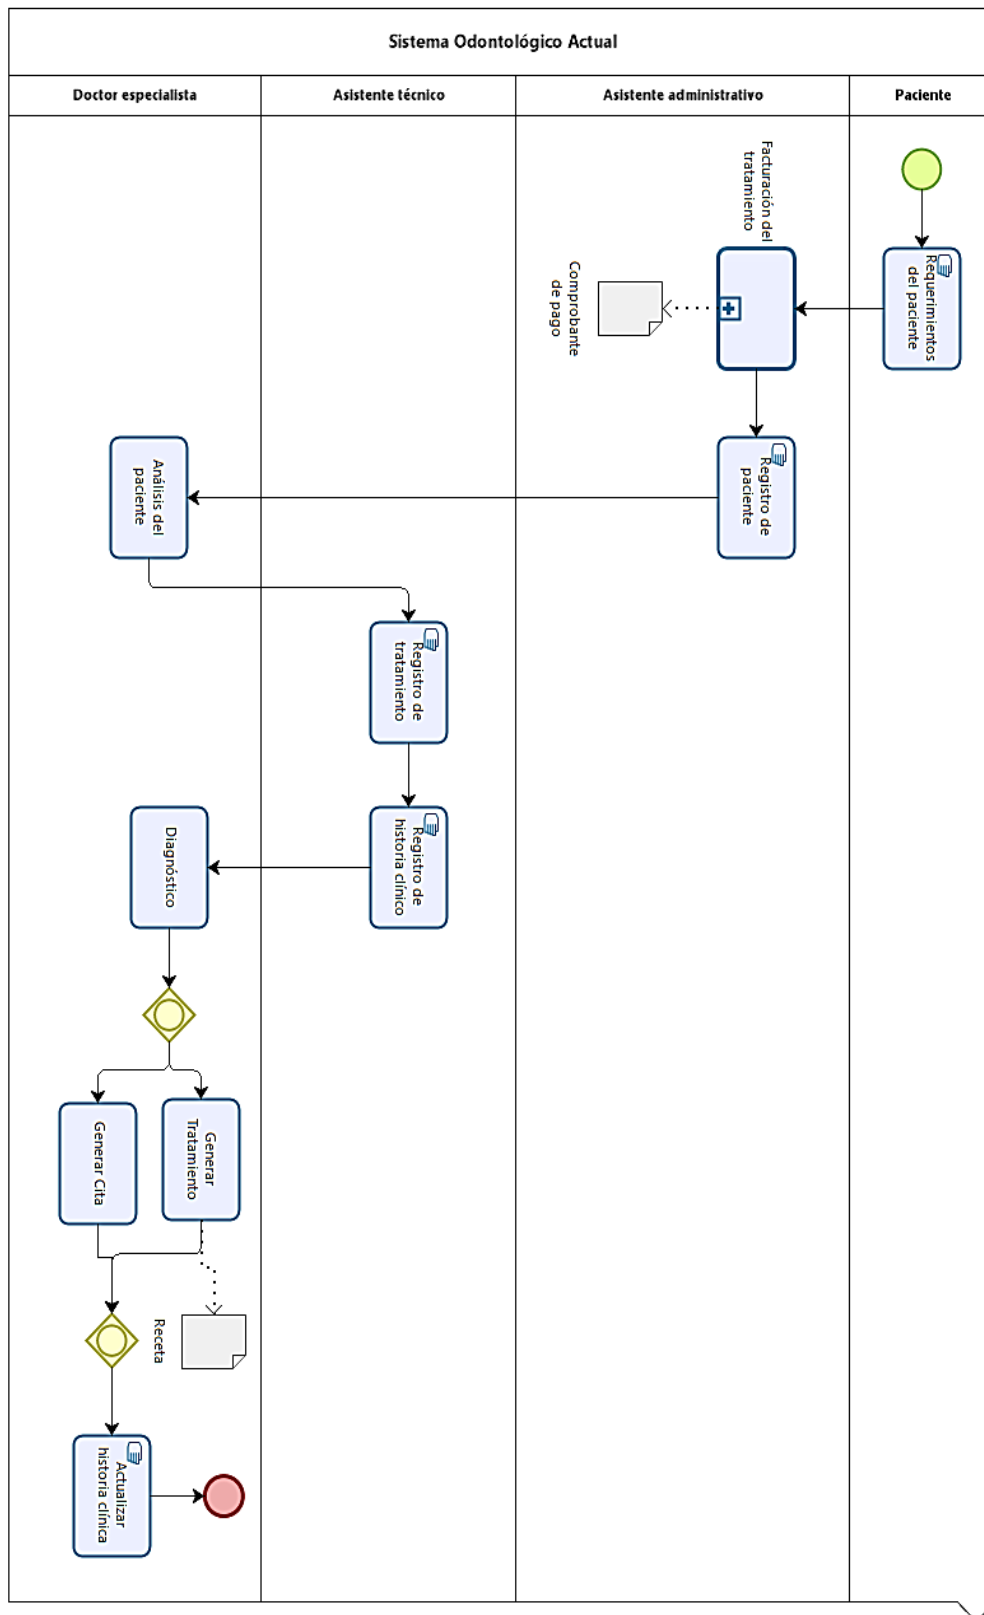 Sistema Odontológico Actual
Doctor especialista
Asistente técnico
Asistente administrativo
Paciente
Requerimientos
del paciente
Facturación del
tratamiento
Comprobante
de pago
Registro de
paciente
Análisis del
paciente
Registro de
tratamiento
Registro de
historia clínico
Diagnóstico
Generar
Tratamiento
Generar Cita
Receta
Actualizar
historia clínica